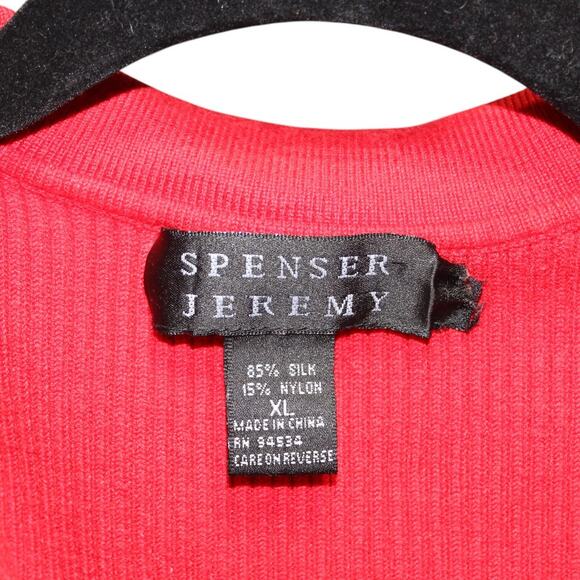 SPENSER
JEREMY
85% SILK
15% NYLON
XL
MADE IN CHINA
RN 94534
CARE ON REVERSE